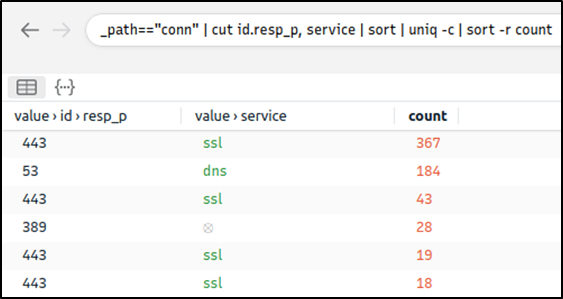 _path=="conn" | cut id.resp_p, service | sort | uniq -c | sort -r count
value › id › resp_p value › service count
443 ssl 367
53 dns 184
443 ssl 43
389 28
443 ssl 19
443 ssl 18